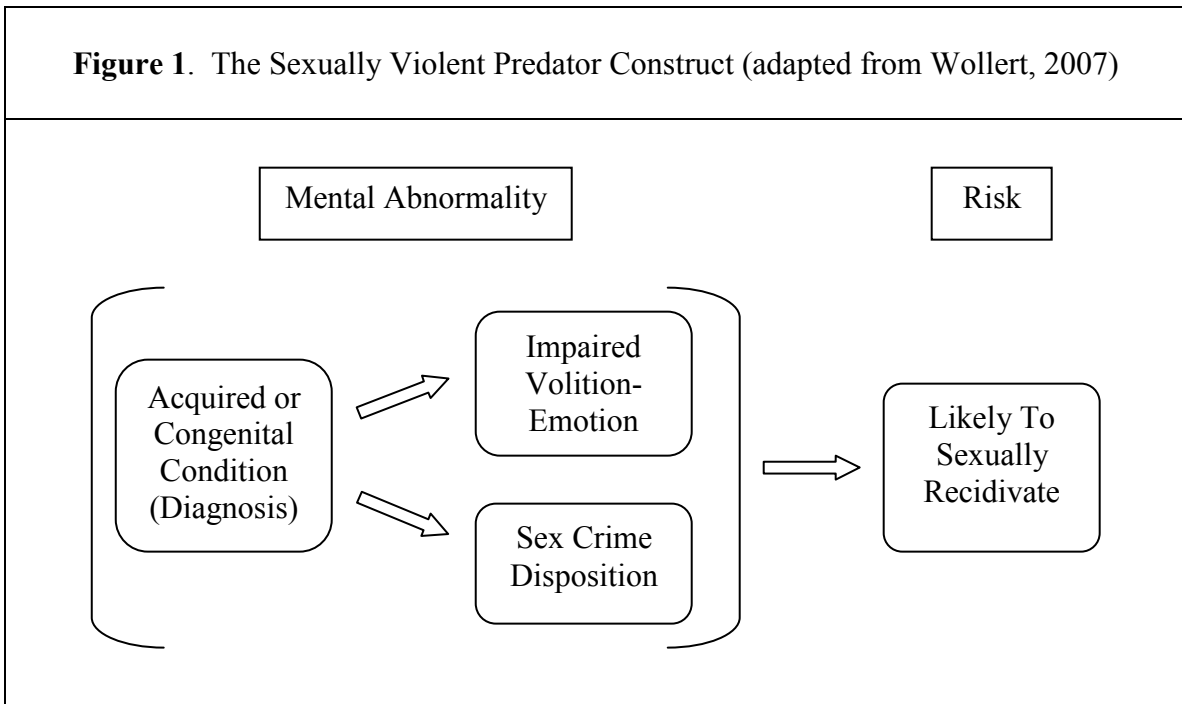 Figure 1.  The Sexually Violent Predator Construct (adapted from Wollert, 2007)
Mental Abnormality
Risk
Acquired or
Congenital
Condition
(Diagnosis)
Impaired
Volition-
Emotion
Sex Crime
Disposition
Likely To
Sexually
Recidivate